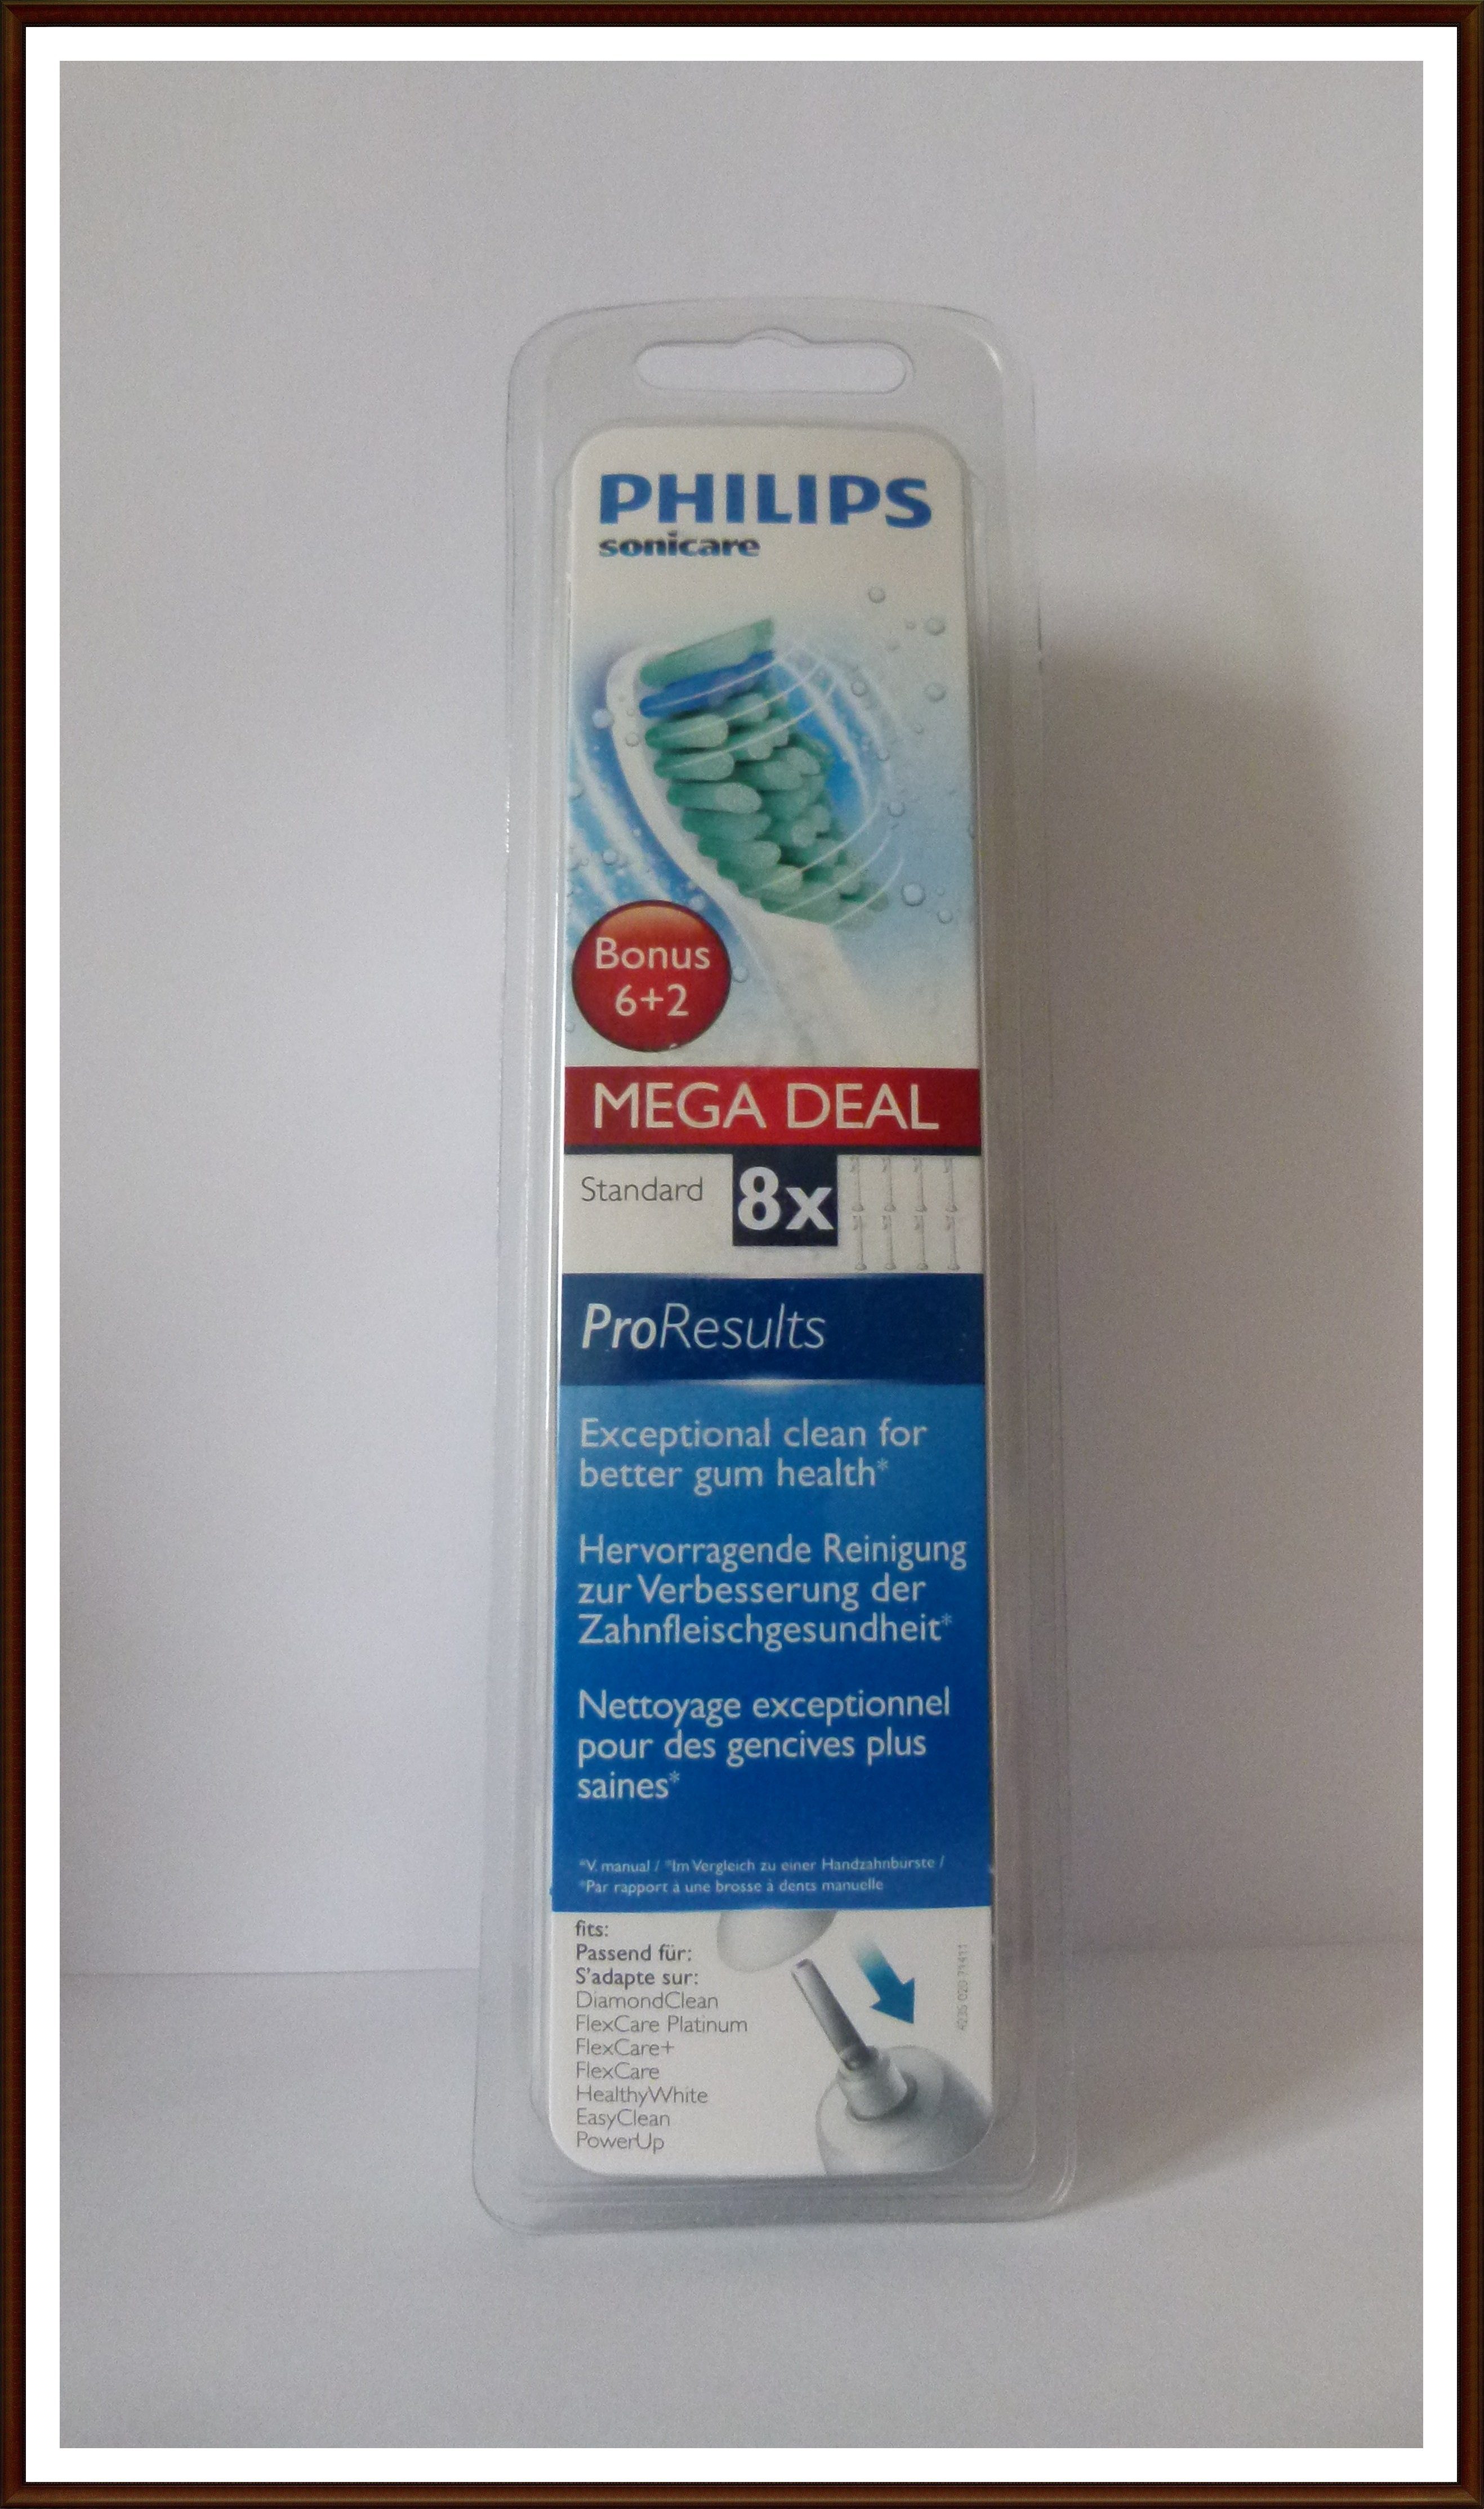 PHILIPS
sonicare
Bonus
6+2
MEGA DEAL
Standard
8x
ProResults
Exceptional clean for
better gum health*
Hervorragende Reinigung
zur Verbesserung der
Zahnfleischgesundheit*
Nettoyage exceptionnel
pour des gencives plus
saines*
*V. manual / *Im Vergleich zu einer Handzahnbürste /
*Par rapport à une brosse à dents manuelle
fits:
Passend für:
S'adapte sur:
DiamondClean
FlexCare Platinum
FlexCare+
FlexCare
HealthyWhite
EasyClean
PowerUp